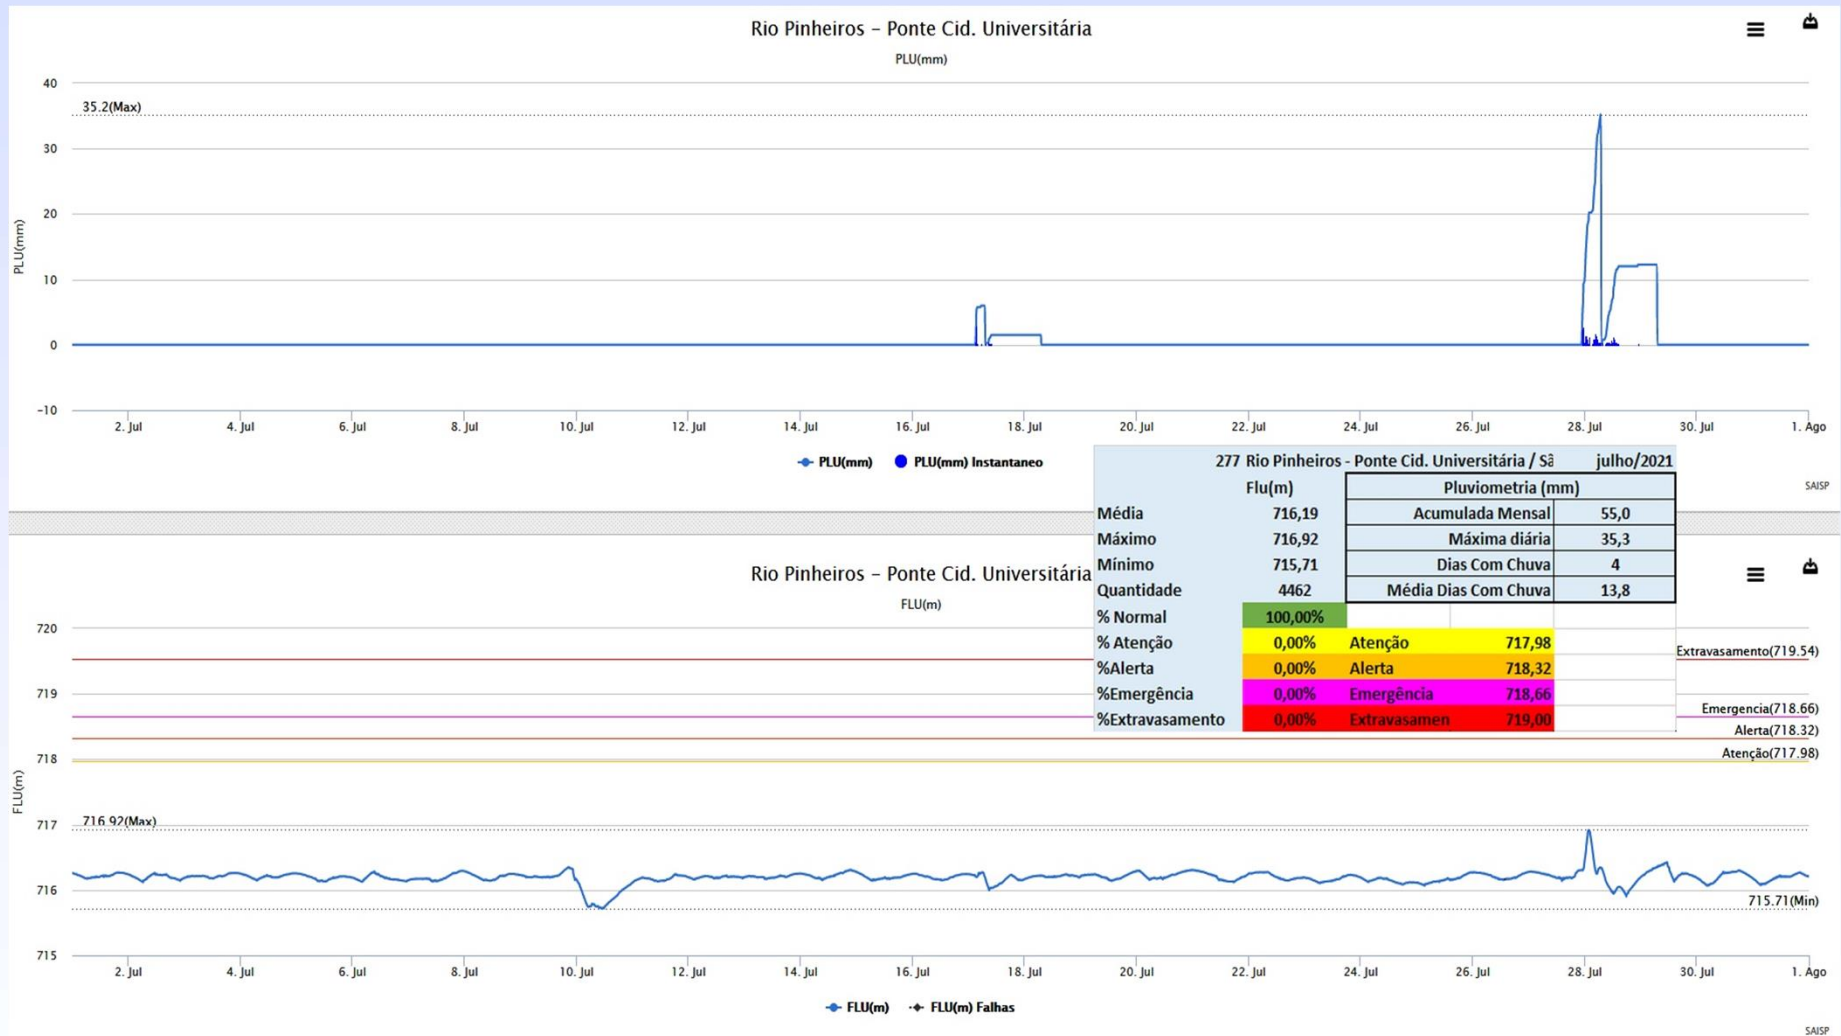 Rio Pinheiros - Ponte Cid. Universitária
PLU(mm)
40
35.2(Max)
30
20
10
0
-10
PLU(mm)
2. Jul 4. Jul 6. Jul 8. Jul 10. Jul 12. Jul 14. Jul 16. Jul 18. Jul 20. Jul 22. Jul 24. Jul 26. Jul 28. Jul 30. Jul 1. Ago
PLU(mm) PLU(mm) Instantaneo
SAISP
277 Rio Pinheiros - Ponte Cid. Universitária / Sã julho/2021
Flu(m) Pluviometria (mm)
Média 716,19 Acumulada Mensal 55,0
Máximo 716,92 Máxima diária 35,3
Mínimo 715,71 Dias Com Chuva 4
Quantidade 4462 Média Dias Com Chuva 13,8
% Normal 100,00%
% Atenção 0,00% Atenção 717,98
%Alerta 0,00% Alerta 718,32
%Emergência 0,00% Emergência 718,66
%Extravasamento 0,00% Extravasamen 719,00
Rio Pinheiros - Ponte Cid. Universitária
FLU(m)
720
Extravasamento(719.54)
719
Emergencia(718.66)
Alerta(718.32)
Atenção(717.98)
718
717
716.92(Max)
716
715.71(Min)
715
FLU(m)
2. Jul 4. Jul 6. Jul 8. Jul 10. Jul 12. Jul 14. Jul 16. Jul 18. Jul 20. Jul 22. Jul 24. Jul 26. Jul 28. Jul 30. Jul 1. Ago
FLU(m) FLU(m) Falhas
SAISP